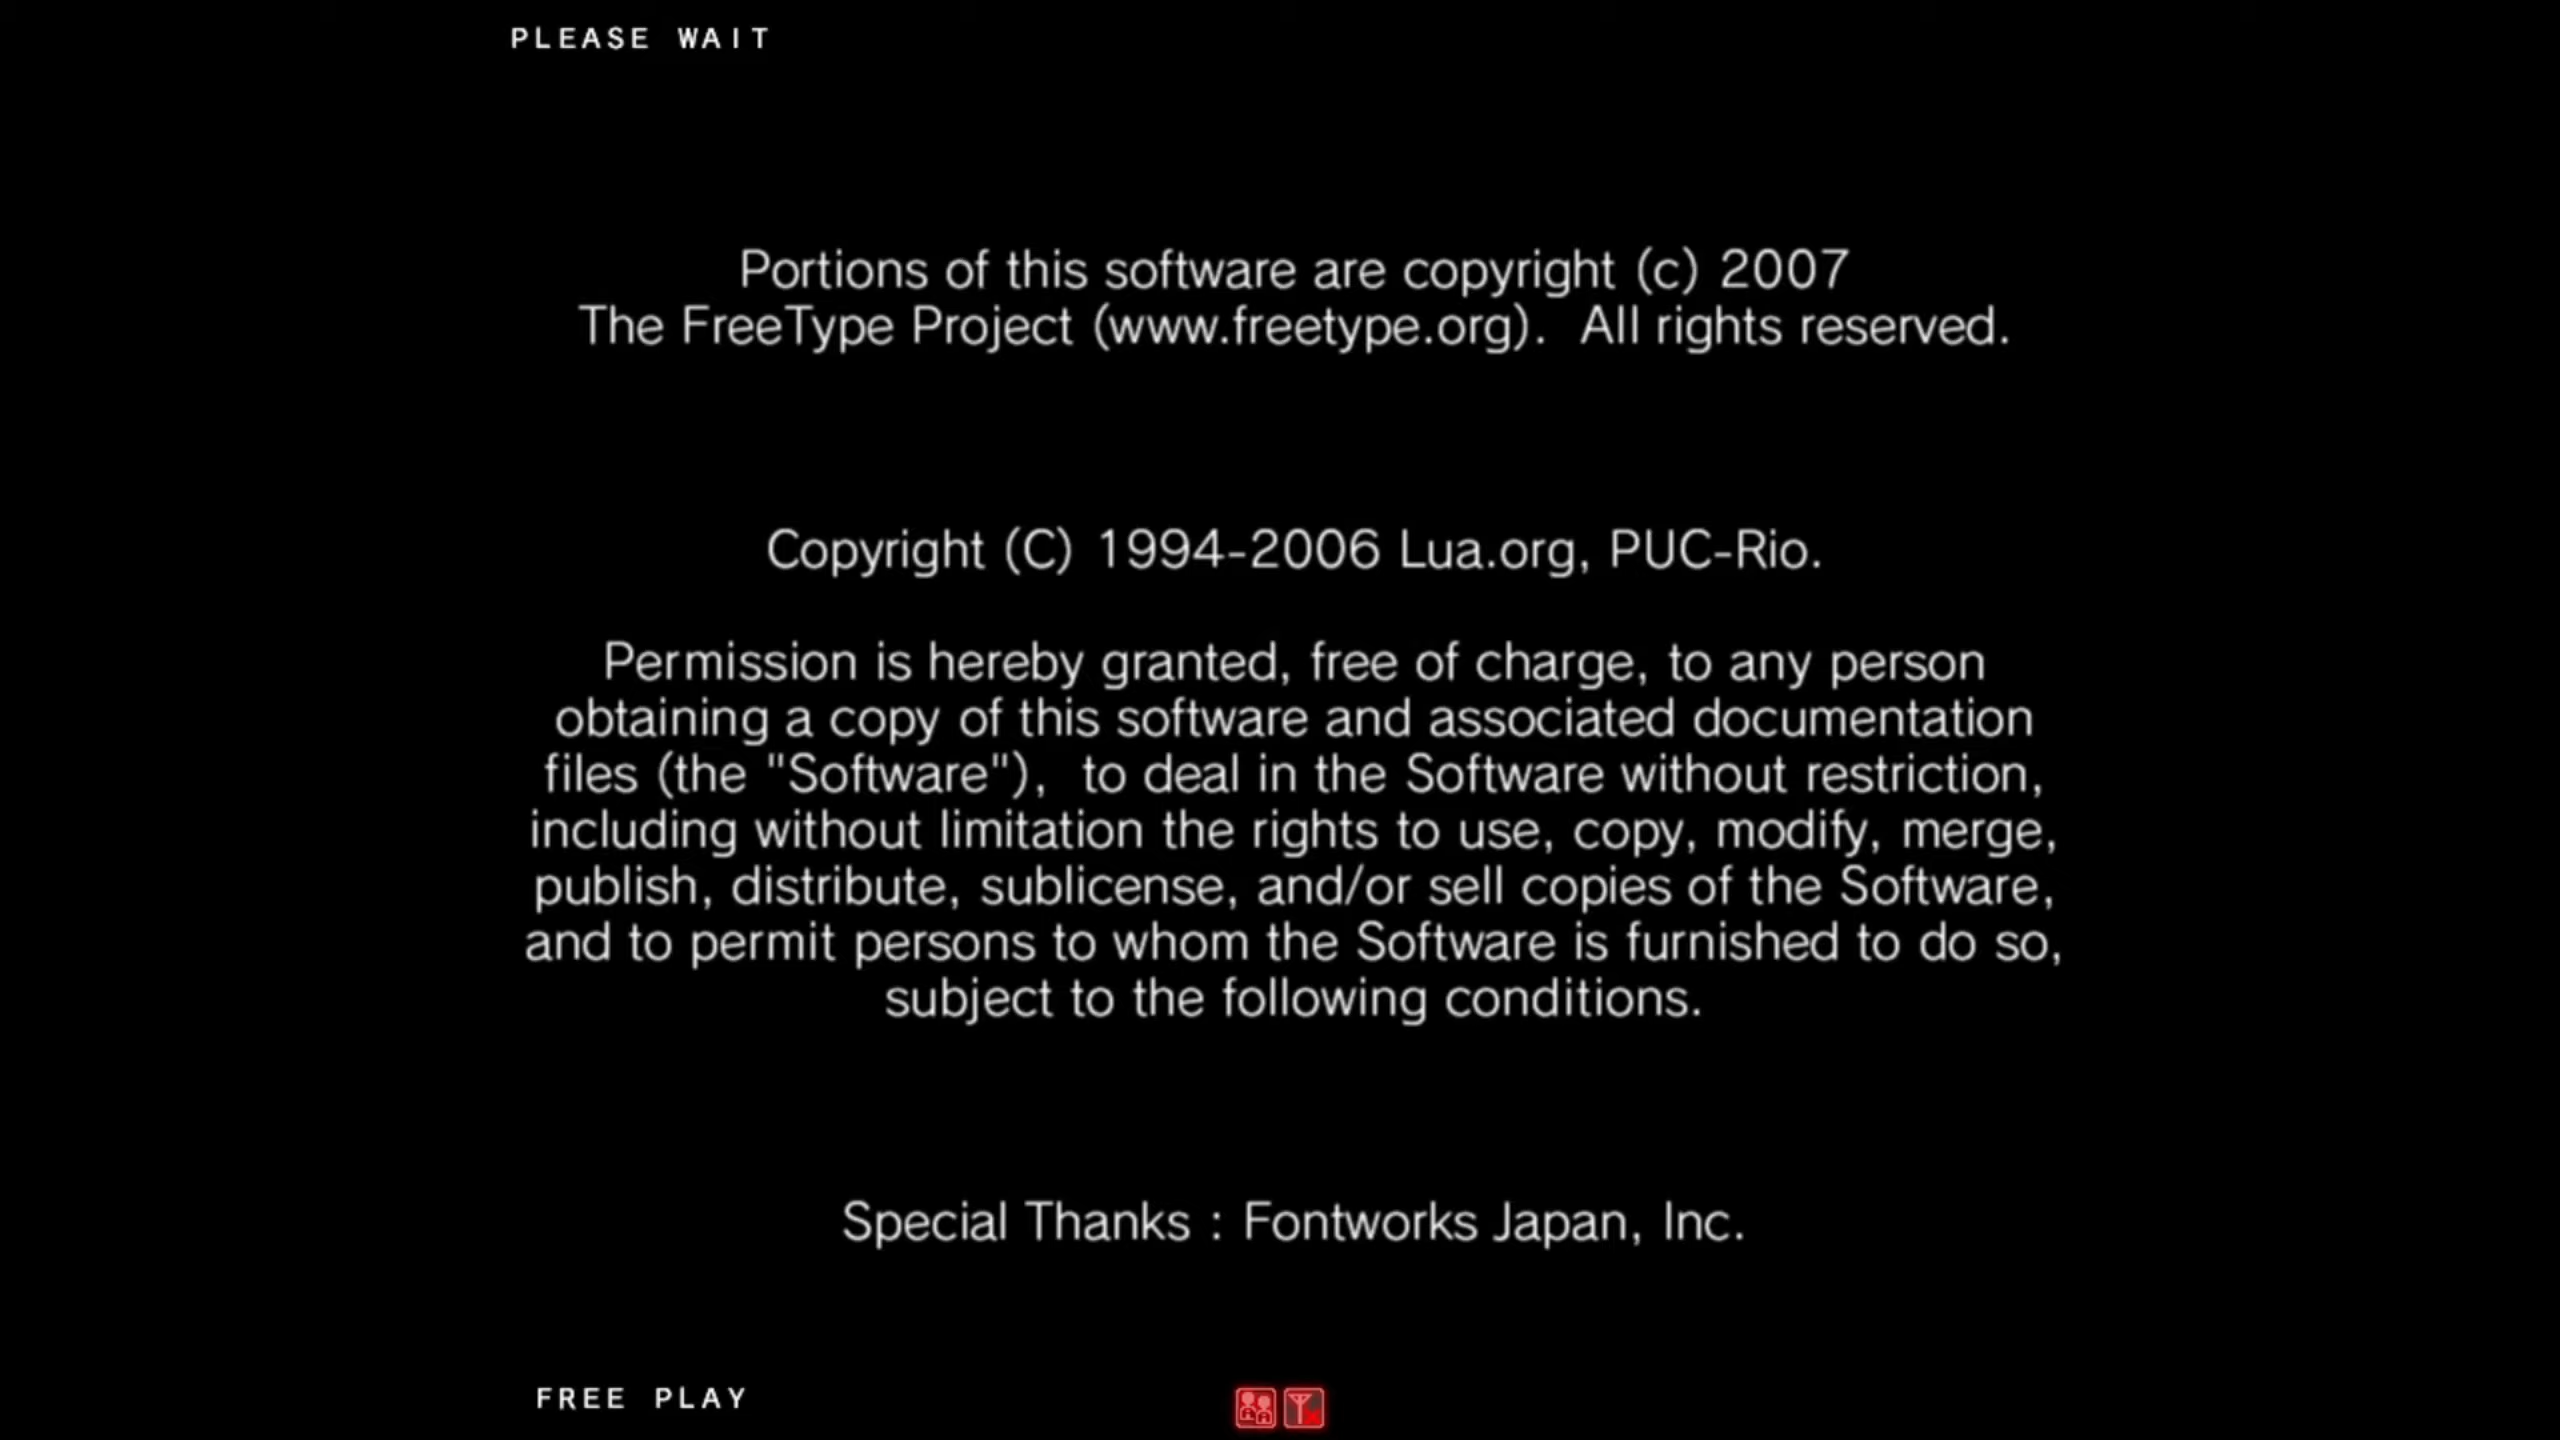 PLEASE WAIT
Portions of this software are copyright (c) 2007
The FreeType Project (www.freetype.org).  All rights reserved.
Copyright (C) 1994-2006 Lua.org, PUC-Rio.
Permission is hereby granted, free of charge, to any person
obtaining a copy of this software and associated documentation
files (the "Software"),  to deal in the Software without restriction,
including without limitation the rights to use, copy, modify, merge,
publish, distribute, sublicense, and/or sell copies of the Software,
and to permit persons to whom the Software is furnished to do so,
subject to the following conditions.
Special Thanks : Fontworks Japan, Inc.
FREE PLAY